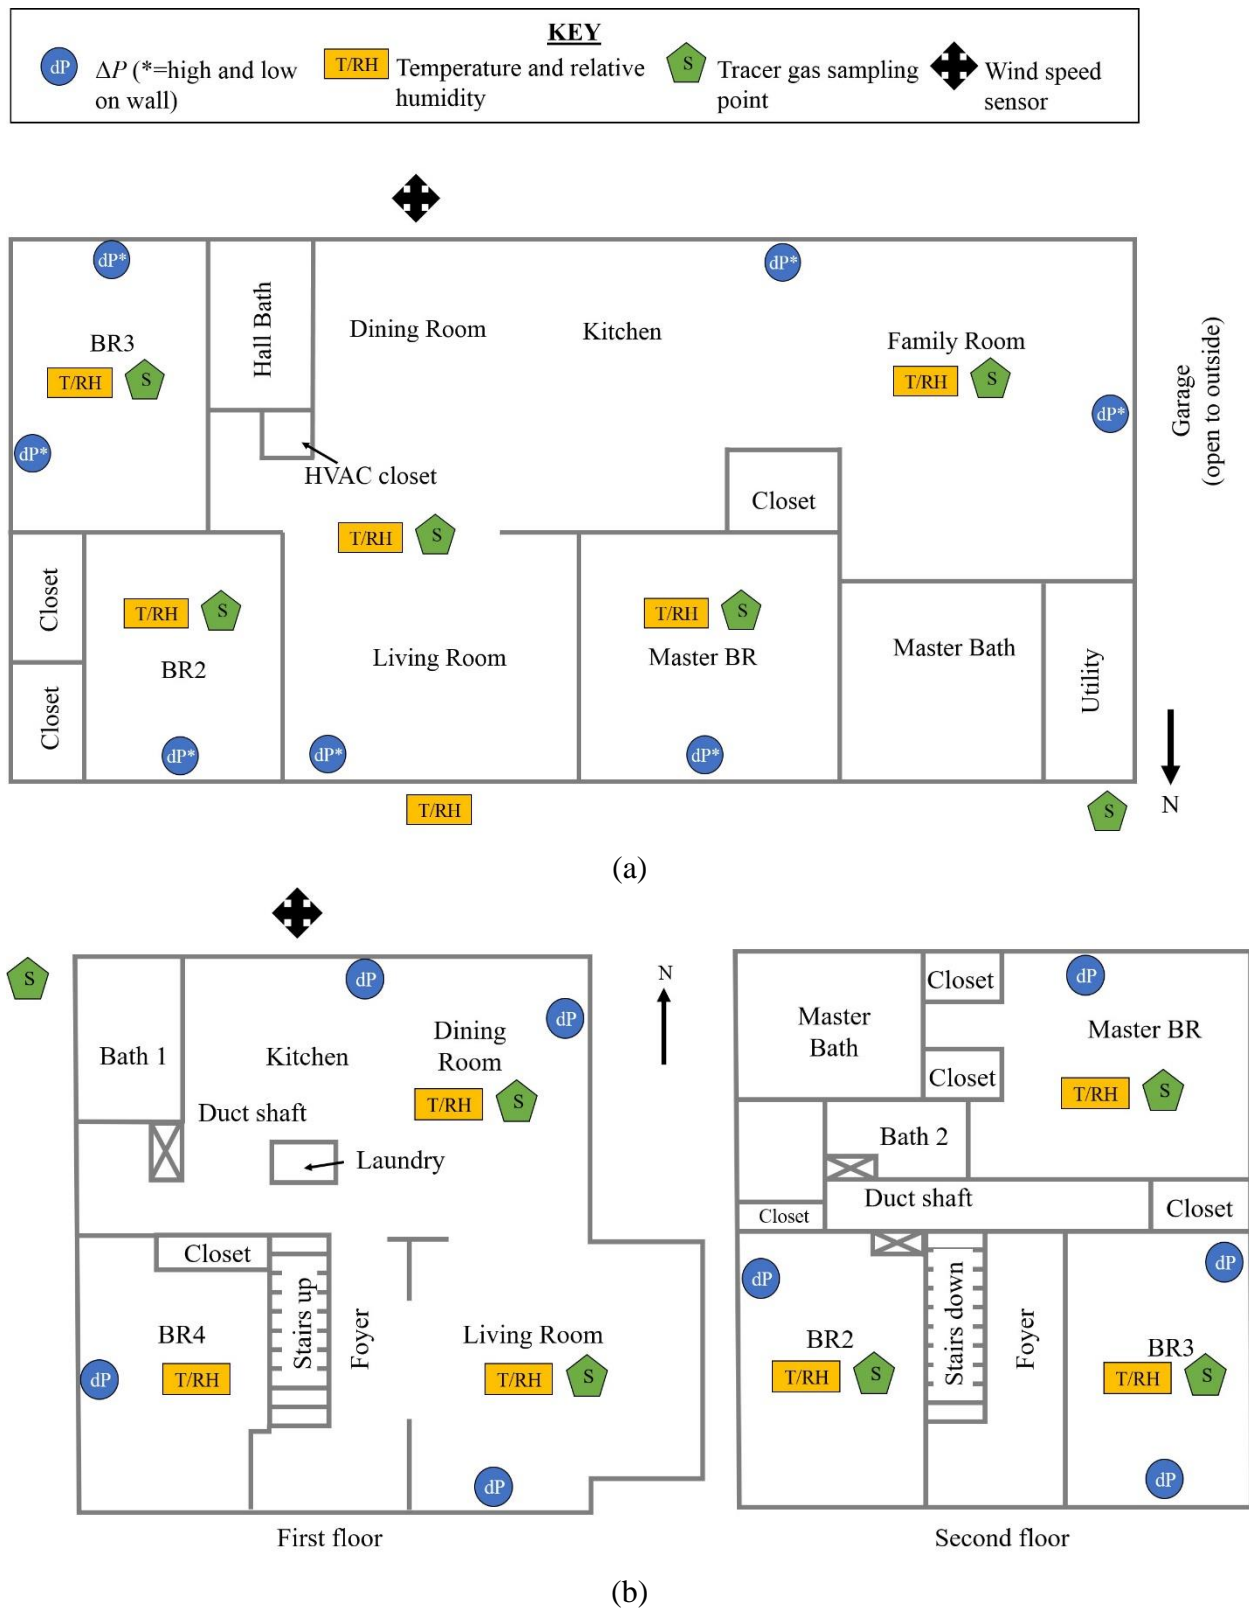 KEY
dP ΔP (*=high and low on wall)
T/RH Temperature and relative humidity
S Tracer gas sampling point
Wind speed sensor
dP*
dP*
Hall Bath
Dining Room
Kitchen
BR3
Family Room
T/RH S
T/RH S
Garage
(open to outside)
dP*
dP*
HVAC closet
Closet
T/RH S
Closet
T/RH S
T/RH S
BR2
Living Room
Master BR
Master Bath
Utility
Closet
dP*
dP*
dP*
T/RH
S
N
(a)
S
dP
dP
N
Bath 1
Kitchen
Dining
Room
T/RH S
Duct shaft
Laundry
Closet
Stairs up
Foyer
BR4
Living Room
dP
T/RH
T/RH S
dP
First floor
Closet
dP
Master
Bath
Master BR
Closet
T/RH S
Bath 2
Duct shaft
Closet
Closet
dP
dP
Stairs down
Foyer
BR2
BR3
T/RH S
T/RH S
dP
Second floor
(b)